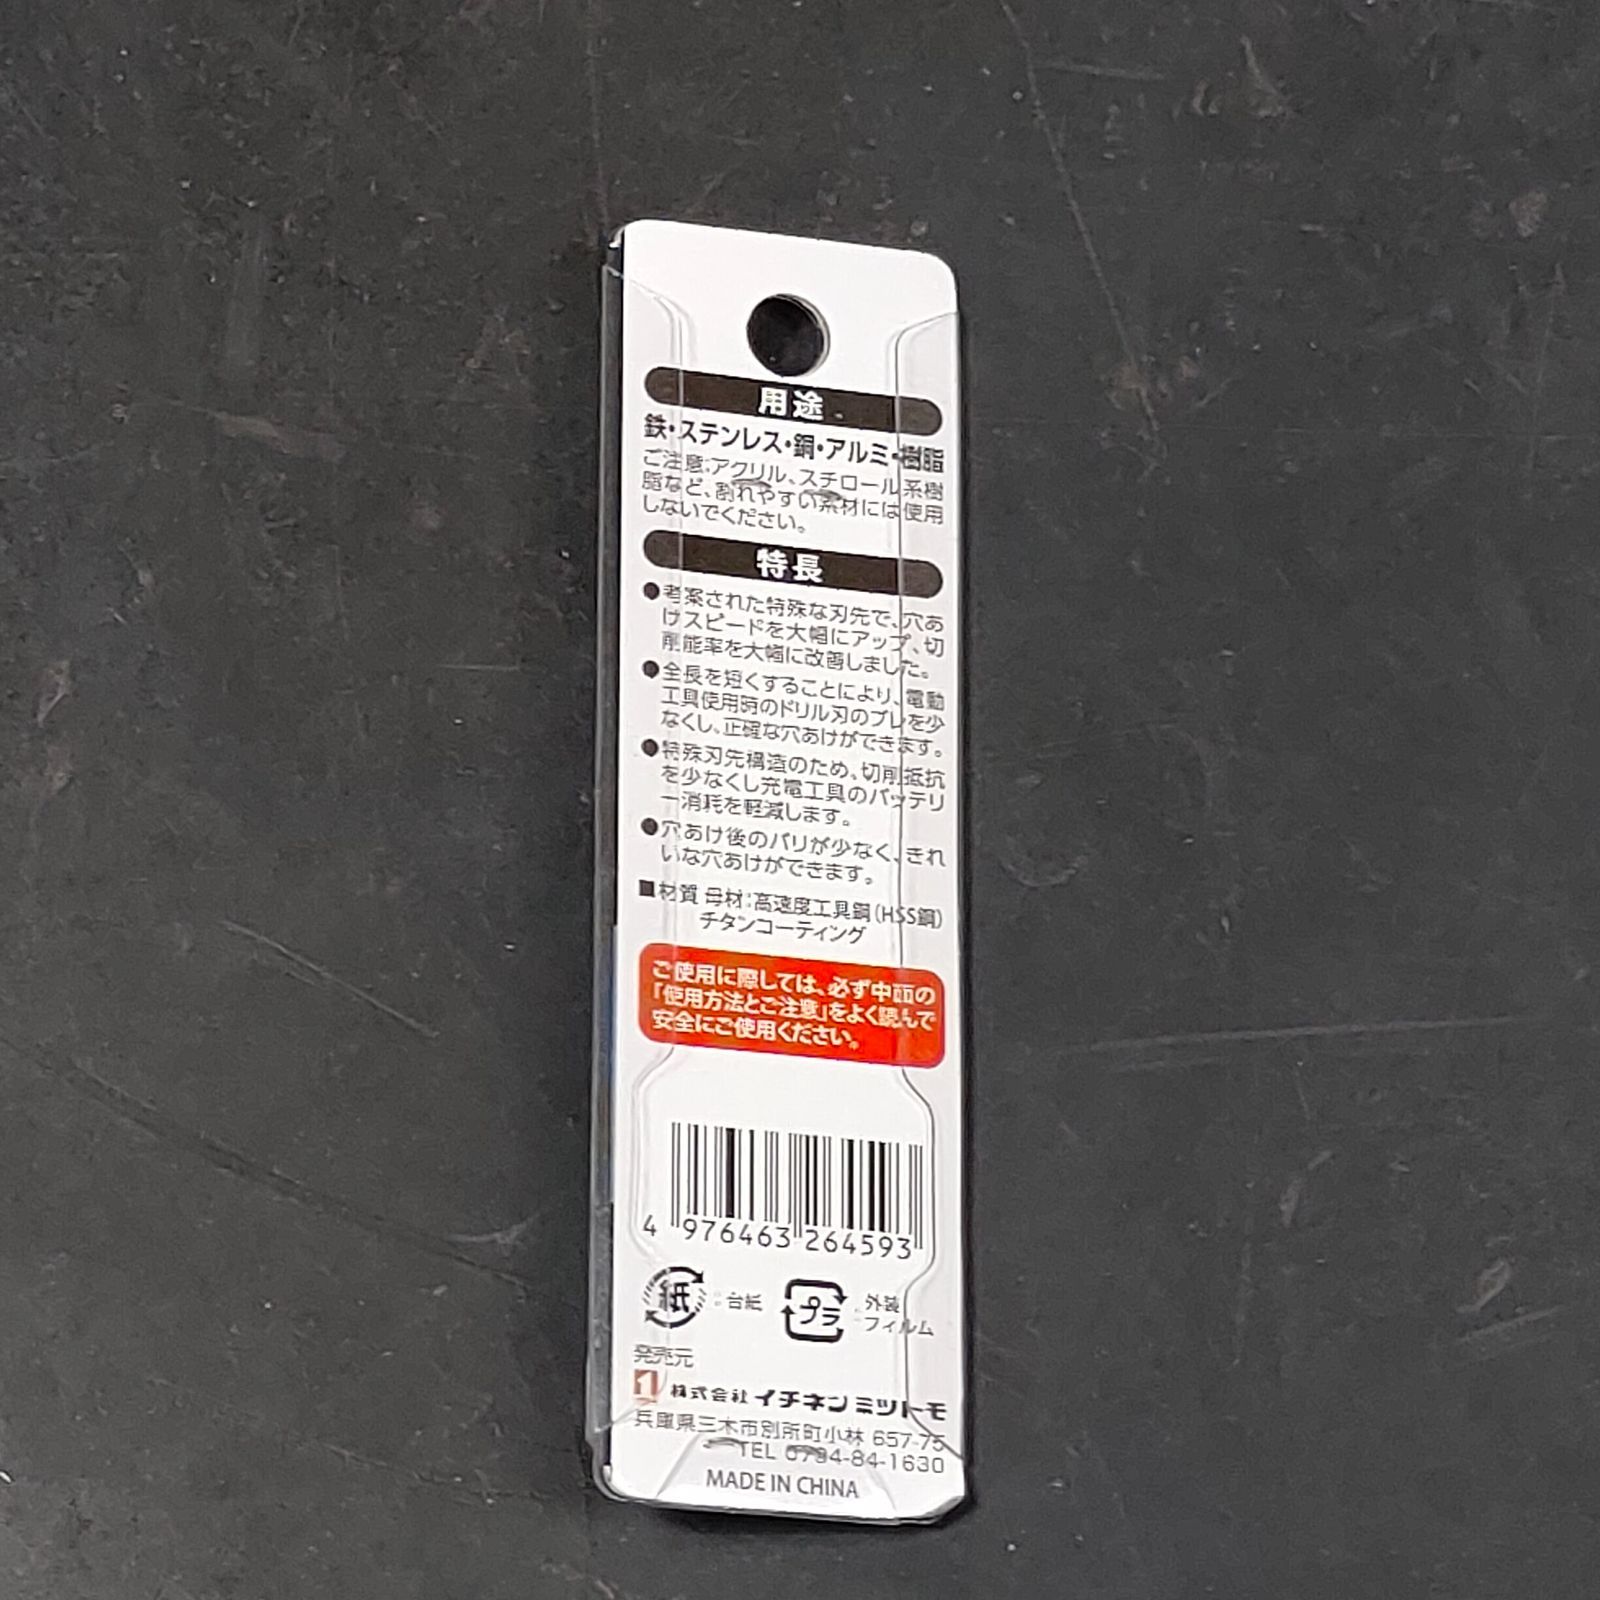 用途
鉄・ステンレス・銅・アルミ・樹脂
ご注意:アクリル、スチロール系樹
脂など、割れやすい素材には使用
しないでください。
特長
●考案された特殊な刃先で、穴あ
けスピードを大幅にアップ、切
削能率を大幅に改善しました。
●全長を短くすることにより、電動
工具使用時のドリル刃のブレを少
なくし、正確な穴あけができます。
●特殊刃先構造のため、切削抵抗
を少なくし充電工具のバッテリ
ー消耗を軽減します。
●穴あけ後のバリが少なく、きれ
いな穴あけができます。
■材質 母材:高速度工具鋼(HSS鋼)
チタンコーティング
ご使用に際しては、必ず中面の
「使用方法とご注意」をよく読んで
安全にご使用ください。
4 976463 264593
紙 :台紙 プラ :外装
フィルム
発売元
株式会社 イチネンミツトモ
兵庫県三木市別所町小林 657-75
TEL 0794-84-1630
MADE IN CHINA